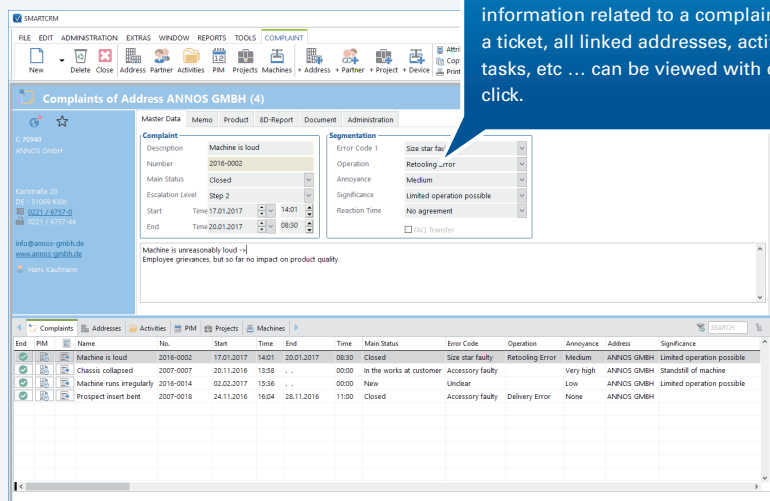 SMARTCRM
FILE EDIT ADMINISTRATION EXTRAS WINDOW REPORTS TOOLS COMPLAINT
New Delete Close Address Partner Activities PIM Projects Machines + Address + Partner + Project + Device Attri Cop Print
information related to a complain
a ticket, all linked addresses, acti
tasks, etc ... can be viewed with
click.
Complaints of Address ANNOS GMBH (4)
C 70940
ANNOS GmbH
Karlstraße 20
DE - 51069 Köln
0221 / 6757-0
0221 / 6757-44
info@annos-gmbh.de
www.annos-gmbh.de
Hans Kaufmann
Master Data Memo Product 8D-Report Document Administration
Complaint
Description Machine is loud
Number 2016-0002
Main Status Closed
Escalation Level Step 2
Start Time 17.01.2017 14:01
End Time 20.01.2017 08:30
Segmentation
Error Code 1 Size star fau
Operation Retooling Error
Annoyance Medium
Significance Limited operation possible
Reaction Time No agreement
FAQ Transfer
Machine is unreasonably loud ->
Employee grievances, but so far no impact on product quality
Complaints Addresses Activities PIM Projects Machines SEARCH
End PIM Name No. Start Time End Time Main Status Error Code Operation Annoyance Address Significance
Machine is loud 2016-0002 17.01.2017 14:01 20.01.2017 08:30 Closed Size star faulty Retooling Error Medium ANNOS GMBH Limited operation possible
Chassis collapsed 2007-0007 20.11.2016 13:58 . . 00:00 In the works at customer Accessory faulty Very high ANNOS GMBH Standstill of machine
Machine runs irregularly 2016-0014 02.02.2017 15:36 . . 00:00 New Unclear Low ANNOS GMBH Limited operation possible
Prospect insert bent 2007-0018 24.11.2016 16:04 28.11.2016 11:00 Closed Accessory faulty Delivery Error None ANNOS GMBH